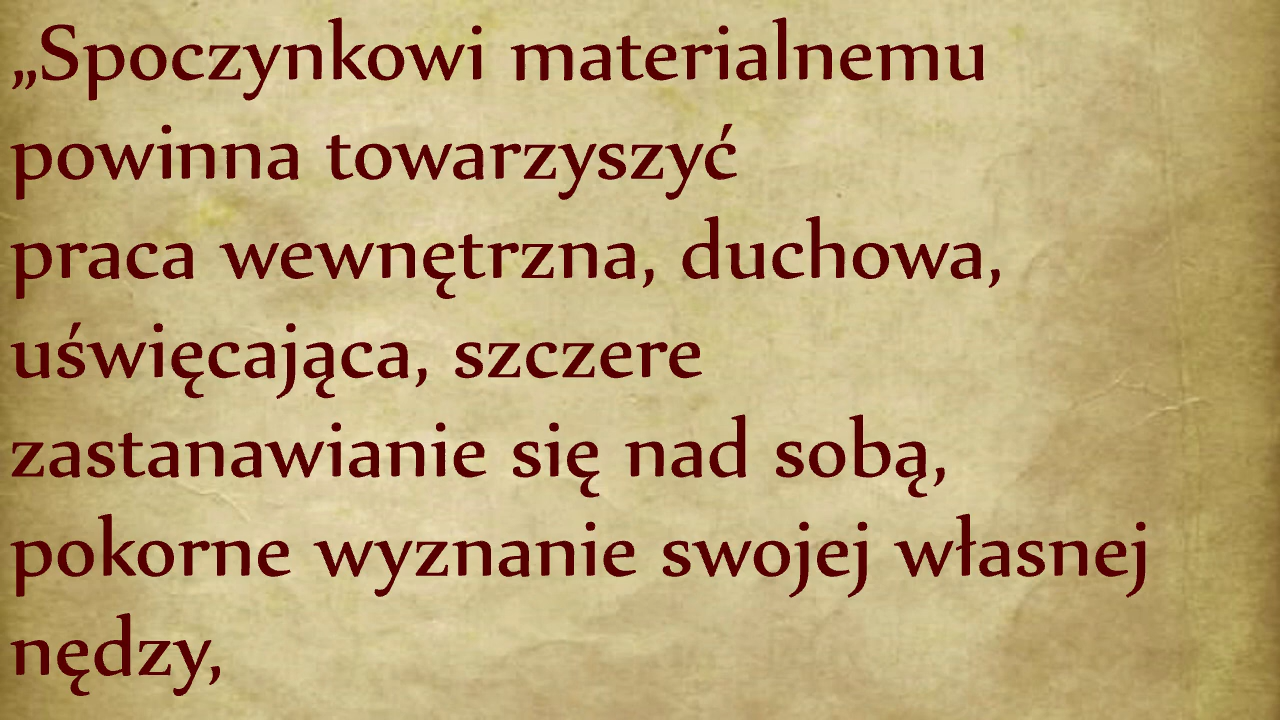 „Spoczynkowi materialnemu
powinna towarzyszyć
praca wewnętrzna, duchowa,
uświęcająca, szczere
zastanawianie się nad sobą,
pokorne wyznanie swojej własnej
nędzy,